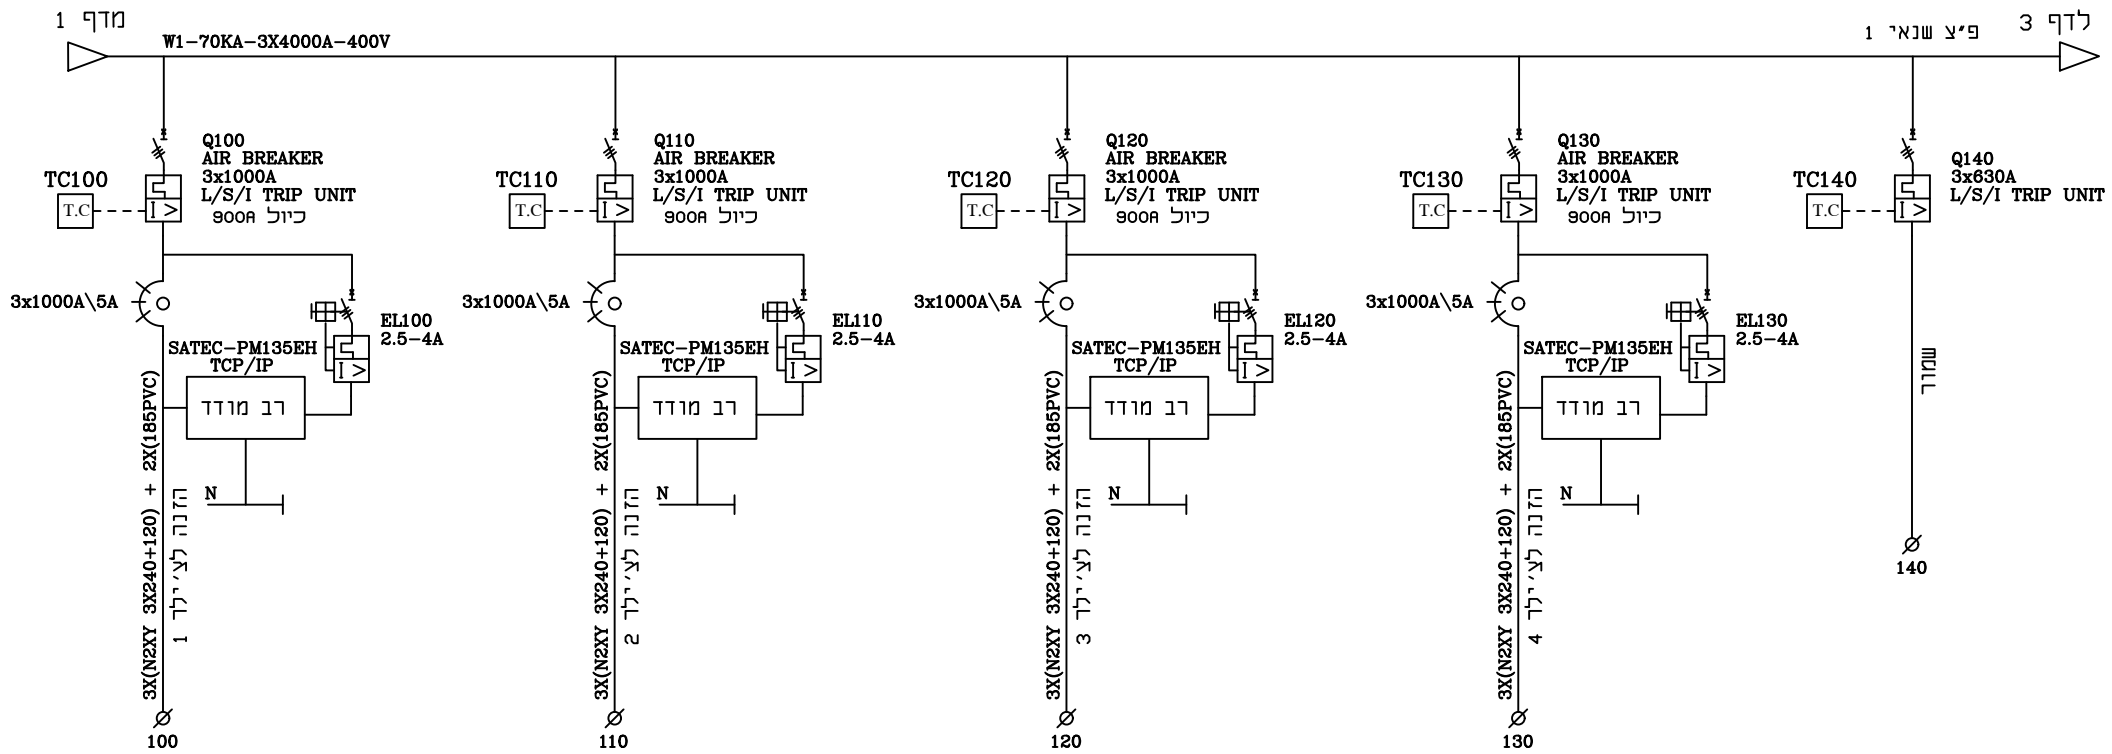 מדף 1
W1-70KA-3X4000A-400V
פ"צ שנאי 1
לדף 3
Q100
AIR BREAKER
3x1000A
L/S/I TRIP UNIT
כיול 900A
TC100
T.C
I >
3x1000A\5A
EL100
2.5-4A
I >
SATEC-PM135EH
TCP/IP
רב מודד
N
3X(N2XY 3X240+120) + 2X(185PVC)
הזנה לצ'ילר 1
100
Q110
AIR BREAKER
3x1000A
L/S/I TRIP UNIT
כיול 900A
TC110
T.C
I >
3x1000A\5A
EL110
2.5-4A
I >
SATEC-PM135EH
TCP/IP
רב מודד
N
3X(N2XY 3X240+120) + 2X(185PVC)
הזנה לצ'ילר 2
110
Q120
AIR BREAKER
3x1000A
L/S/I TRIP UNIT
כיול 900A
TC120
T.C
I >
3x1000A\5A
EL120
2.5-4A
I >
SATEC-PM135EH
TCP/IP
רב מודד
N
3X(N2XY 3X240+120) + 2X(185PVC)
הזנה לצ'ילר 3
120
Q130
AIR BREAKER
3x1000A
L/S/I TRIP UNIT
כיול 900A
TC130
T.C
I >
3x1000A\5A
EL130
2.5-4A
I >
SATEC-PM135EH
TCP/IP
רב מודד
N
3X(N2XY 3X240+120) + 2X(185PVC)
הזנה לצ'ילר 4
130
Q140
3x630A
L/S/I TRIP UNIT
TC140
T.C
I >
שמור
140